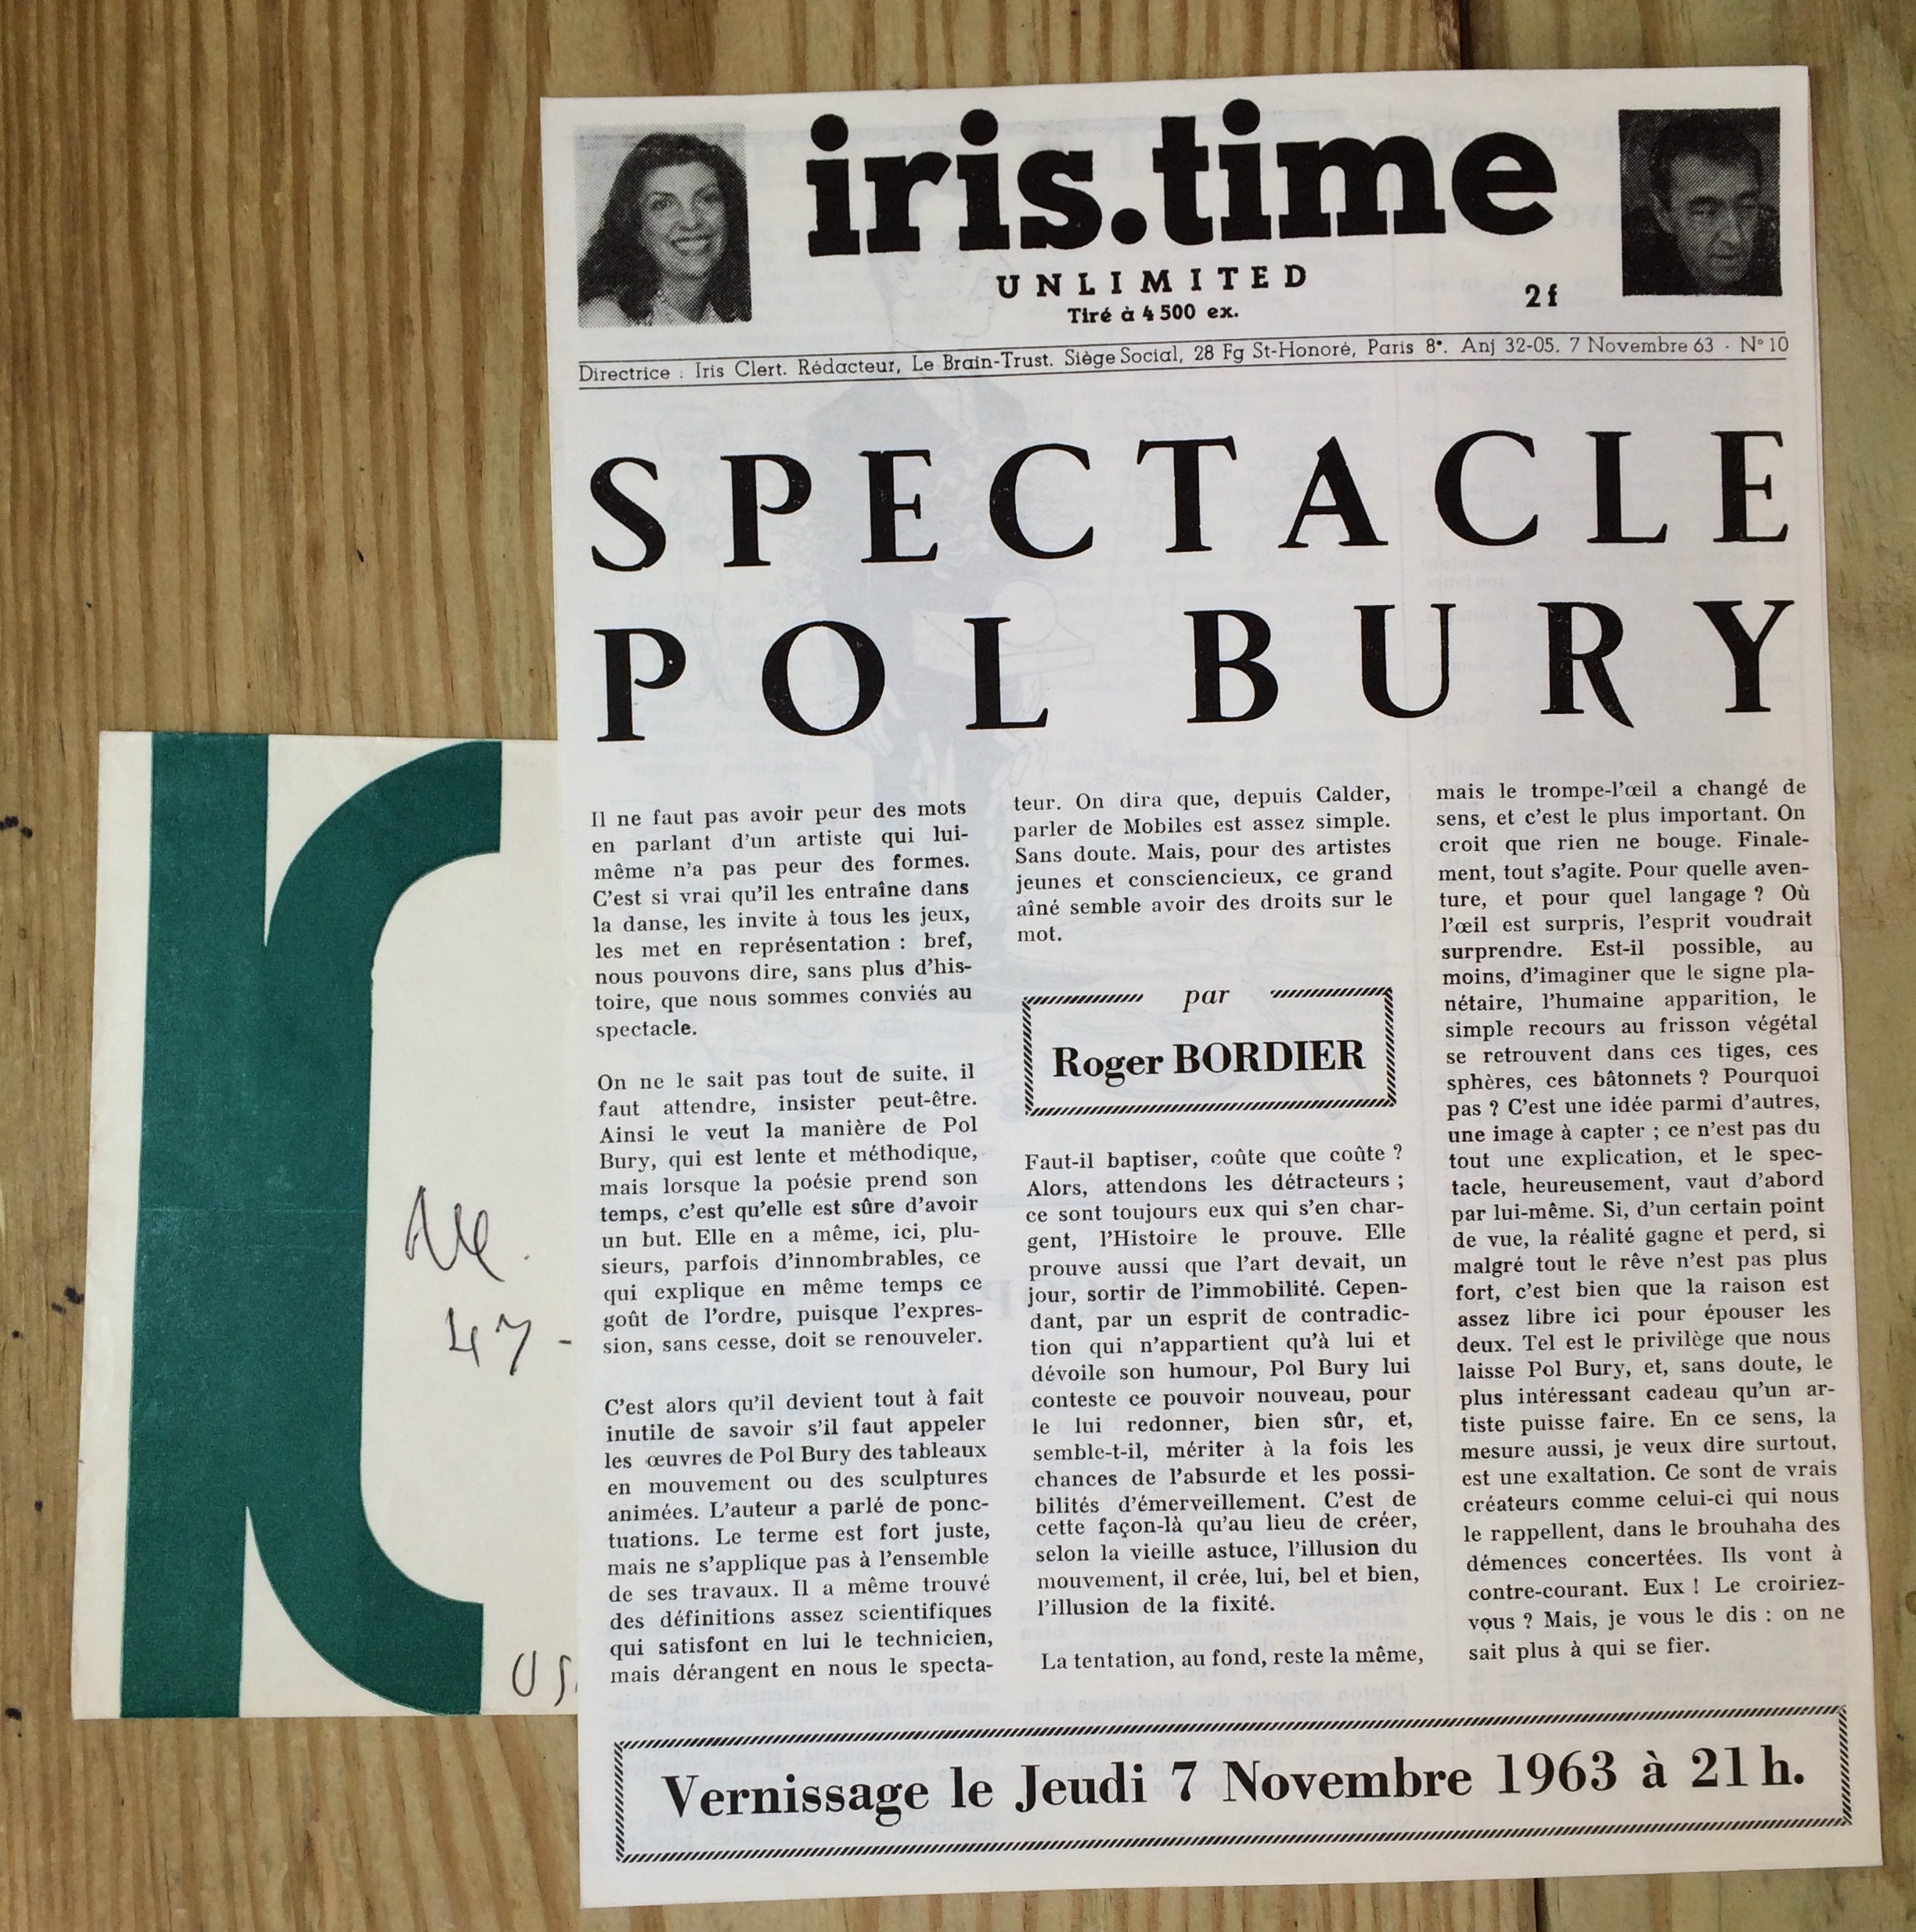 iris.time
UNLIMITED
Tiré à 4 500 ex.
2 f
Directrice : Iris Clert. Rédacteur, Le Brain-Trust. Siège Social, 28 Fg St-Honoré, Paris 8e. Anj 32-05. 7 Novembre 63 - N° 10
SPECTACLE
POL BURY
Il ne faut pas avoir peur des mots
en parlant d'un artiste qui lui-
même n'a pas peur des formes.
C'est si vrai qu'il les entraîne dans
la danse, les invite à tous les jeux,
les met en représentation : bref,
nous pouvons dire, sans plus d'his-
toire, que nous sommes conviés au
spectacle.
On ne le sait pas tout de suite, il
faut attendre, insister peut-être.
Ainsi le veut la manière de Pol
Bury, qui est lente et méthodique,
mais lorsque la poésie prend son
temps, c'est qu'elle est sûre d'avoir
un but. Elle en a même, ici, plu-
sieurs, parfois d'innombrables, ce
qui explique en même temps ce
goût de l'ordre, puisque l'expres-
sion, sans cesse, doit se renouveler.
C'est alors qu'il devient tout à fait
inutile de savoir s'il faut appeler
les œuvres de Pol Bury des tableaux
en mouvement ou des sculptures
animées. L'auteur a parlé de ponc-
tuations. Le terme est fort juste,
mais ne s'applique pas à l'ensemble
de ses travaux. Il a même trouvé
des définitions assez scientifiques
qui satisfont en lui le technicien,
mais dérangent en nous le specta-
teur. On dira que, depuis Calder,
parler de Mobiles est assez simple.
Sans doute. Mais, pour des artistes
jeunes et consciencieux, ce grand
aîné semble avoir des droits sur le
mot.
par
Roger BORDIER
Faut-il baptiser, coûte que coûte ?
Alors, attendons les détracteurs ;
ce sont toujours eux qui s'en char-
gent, l'Histoire le prouve. Elle
prouve aussi que l'art devait, un
jour, sortir de l'immobilité. Cepen-
dant, par un esprit de contradic-
tion qui n'appartient qu'à lui et
dévoile son humour, Pol Bury lui
conteste ce pouvoir nouveau, pour
le lui redonner, bien sûr, et,
semble-t-il, mériter à la fois les
chances de l'absurde et les possi-
bilités d'émerveillement. C'est de
cette façon-là qu'au lieu de créer,
selon la vieille astuce, l'illusion du
mouvement, il crée, lui, bel et bien,
l'illusion de la fixité.
La tentation, au fond, reste la même,
mais le trompe-l'œil a changé de
sens, et c'est le plus important. On
croit que rien ne bouge. Finale-
ment, tout s'agite. Pour quelle aven-
ture, et pour quel langage ? Où
l'œil est surpris, l'esprit voudrait
surprendre. Est-il possible, au
moins, d'imaginer que le signe pla-
nétaire, l'humaine apparition, le
simple recours au frisson végétal
se retrouvent dans ces tiges, ces
sphères, ces bâtonnets ? Pourquoi
pas ? C'est une idée parmi d'autres,
une image à capter ; ce n'est pas du
tout une explication, et le spec-
tacle, heureusement, vaut d'abord
par lui-même. Si, d'un certain point
de vue, la réalité gagne et perd, si
malgré tout le rêve n'est pas plus
fort, c'est bien que la raison est
assez libre ici pour épouser les
deux. Tel est le privilège que nous
laisse Pol Bury, et, sans doute, le
plus intéressant cadeau qu'un ar-
tiste puisse faire. En ce sens, la
mesure aussi, je veux dire surtout,
est une exaltation. Ce sont de vrais
créateurs comme celui-ci qui nous
le rappellent, dans le brouhaha des
démences concertées. Ils vont à
contre-courant. Eux ! Le croiriez-
vous ? Mais, je vous le dis : on ne
sait plus à qui se fier.
Vernissage le Jeudi 7 Novembre 1963 à 21 h.
47 -